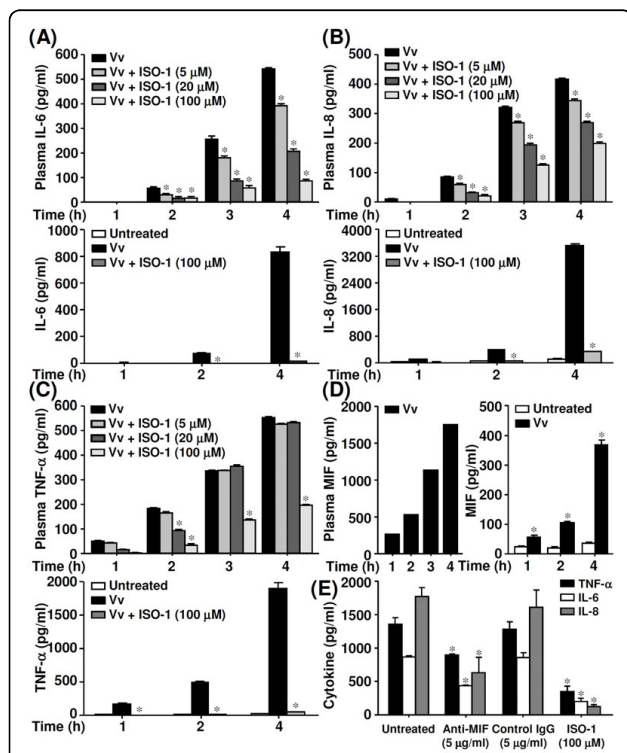 (A)
600
500
400
300
200
100
0
Plasma IL-6 (pg/ml)
Vv
Vv + ISO-1 (5 μM)
Vv + ISO-1 (20 μM)
Vv + ISO-1 (100 μM)
*
* * *
* * *
* * *
Time (h) 1 2 3 4
1000
800
600
400
200
0
IL-6 (pg/ml)
Untreated
Vv
Vv + ISO-1 (100 μM)
* *
1 2 4
Time (h)
(B)
500
400
300
200
100
0
Plasma IL-8 (pg/ml)
Vv
Vv + ISO-1 (5 μM)
Vv + ISO-1 (20 μM)
Vv + ISO-1 (100 μM)
* * *
* * *
* * *
Time (h) 1 2 3 4
4000
3200
2400
1600
800
0
IL-8 (pg/ml)
Untreated
Vv
Vv + ISO-1 (100 μM)
* *
1 2 4
Time (h)
(C)
600
500
400
300
200
100
0
Plasma TNF-α (pg/ml)
Vv
Vv + ISO-1 (5 μM)
Vv + ISO-1 (20 μM)
Vv + ISO-1 (100 μM)
* *
*
*
Time (h) 1 2 3 4
2000
1500
1000
500
0
TNF-α (pg/ml)
Untreated
Vv
Vv + ISO-1 (100 μM)
* * *
1 2 4
Time (h)
(D)
2000
1500
1000
500
0
Plasma MIF (pg/ml)
Vv
Time (h) 1 2 3 4
500
400
300
200
100
0
MIF (pg/ml)
Untreated
Vv
* * *
Time (h) 1 2 4
(E)
2000
1500
1000
500
0
Cytokine (pg/ml)
TNF-α
IL-6
IL-8
* * *
* * *
Untreated Anti-MIF Control IgG ISO-1
(5 μg/ml) (5 μg/ml) (100 μM)